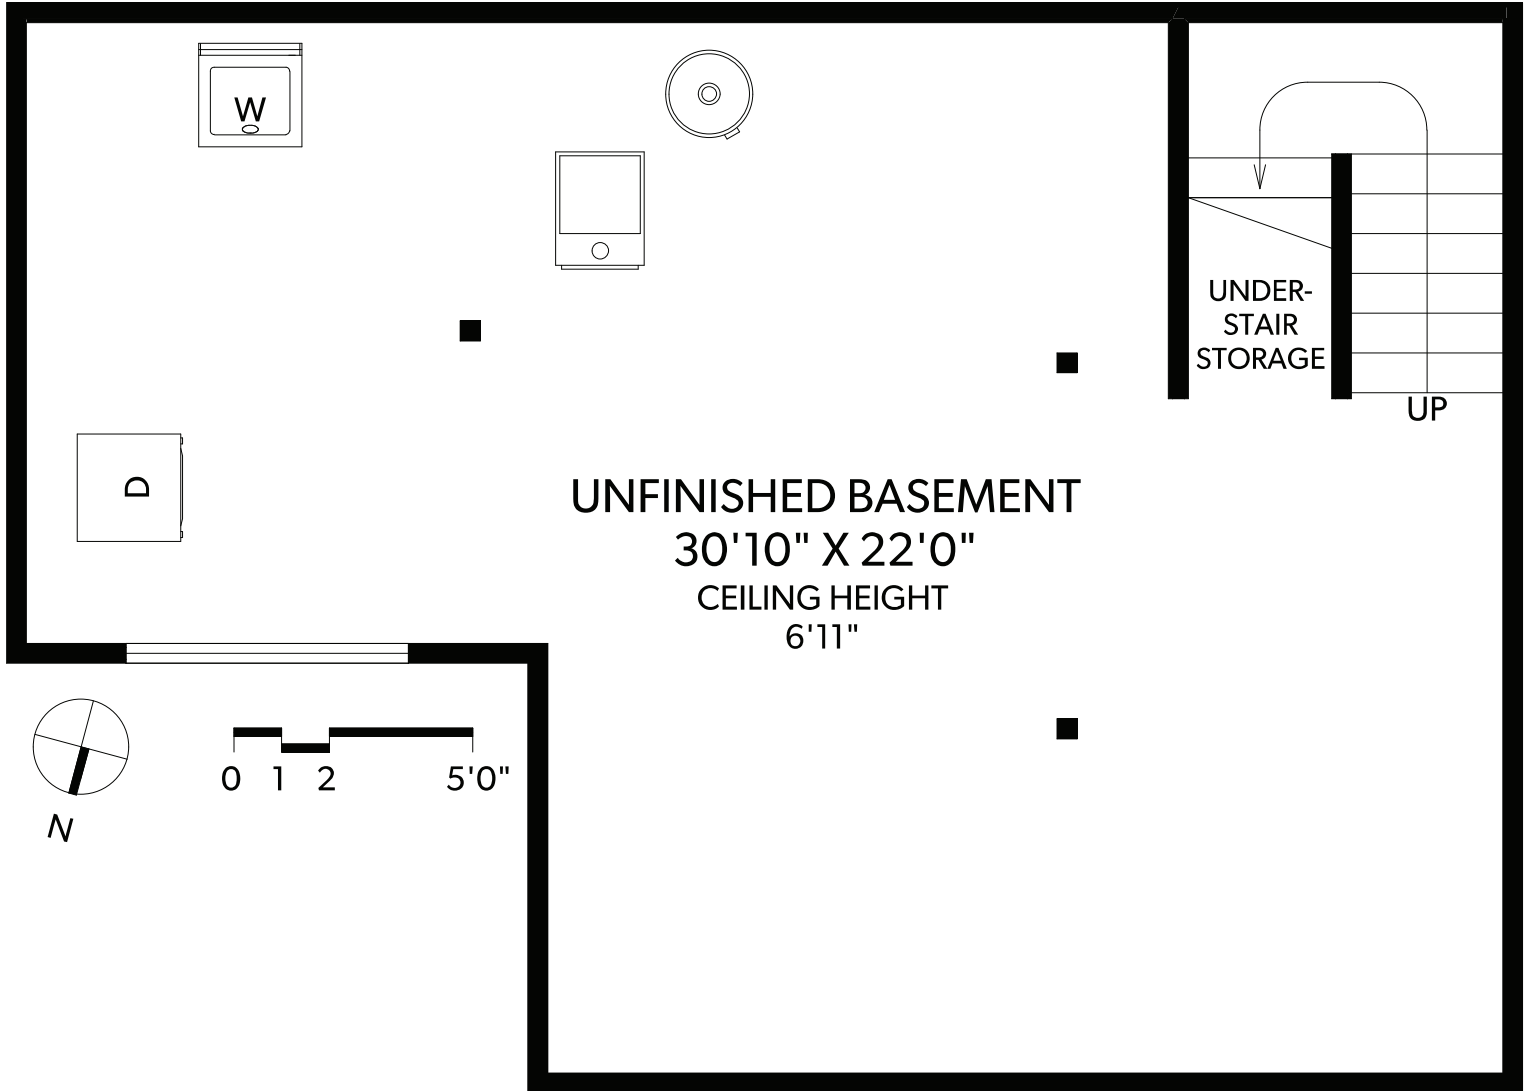 W
UNDER-
STAIR
STORAGE
UP
D
UNFINISHED BASEMENT
30'10" X 22'0"
CEILING HEIGHT
6'11"
0 1 2 5'0"
N